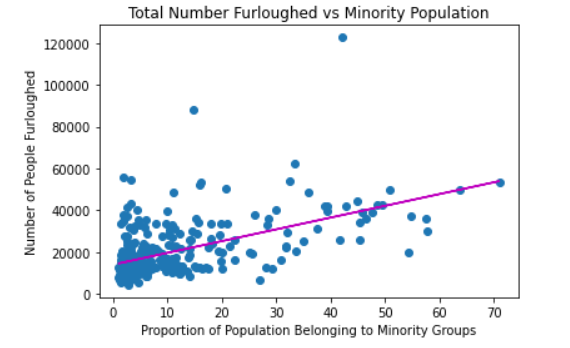 Total Number Furloughed vs Minority Population
Number of People Furloughed
120000
100000
80000
60000
40000
20000
0
0 10 20 30 40 50 60 70
Proportion of Population Belonging to Minority Groups